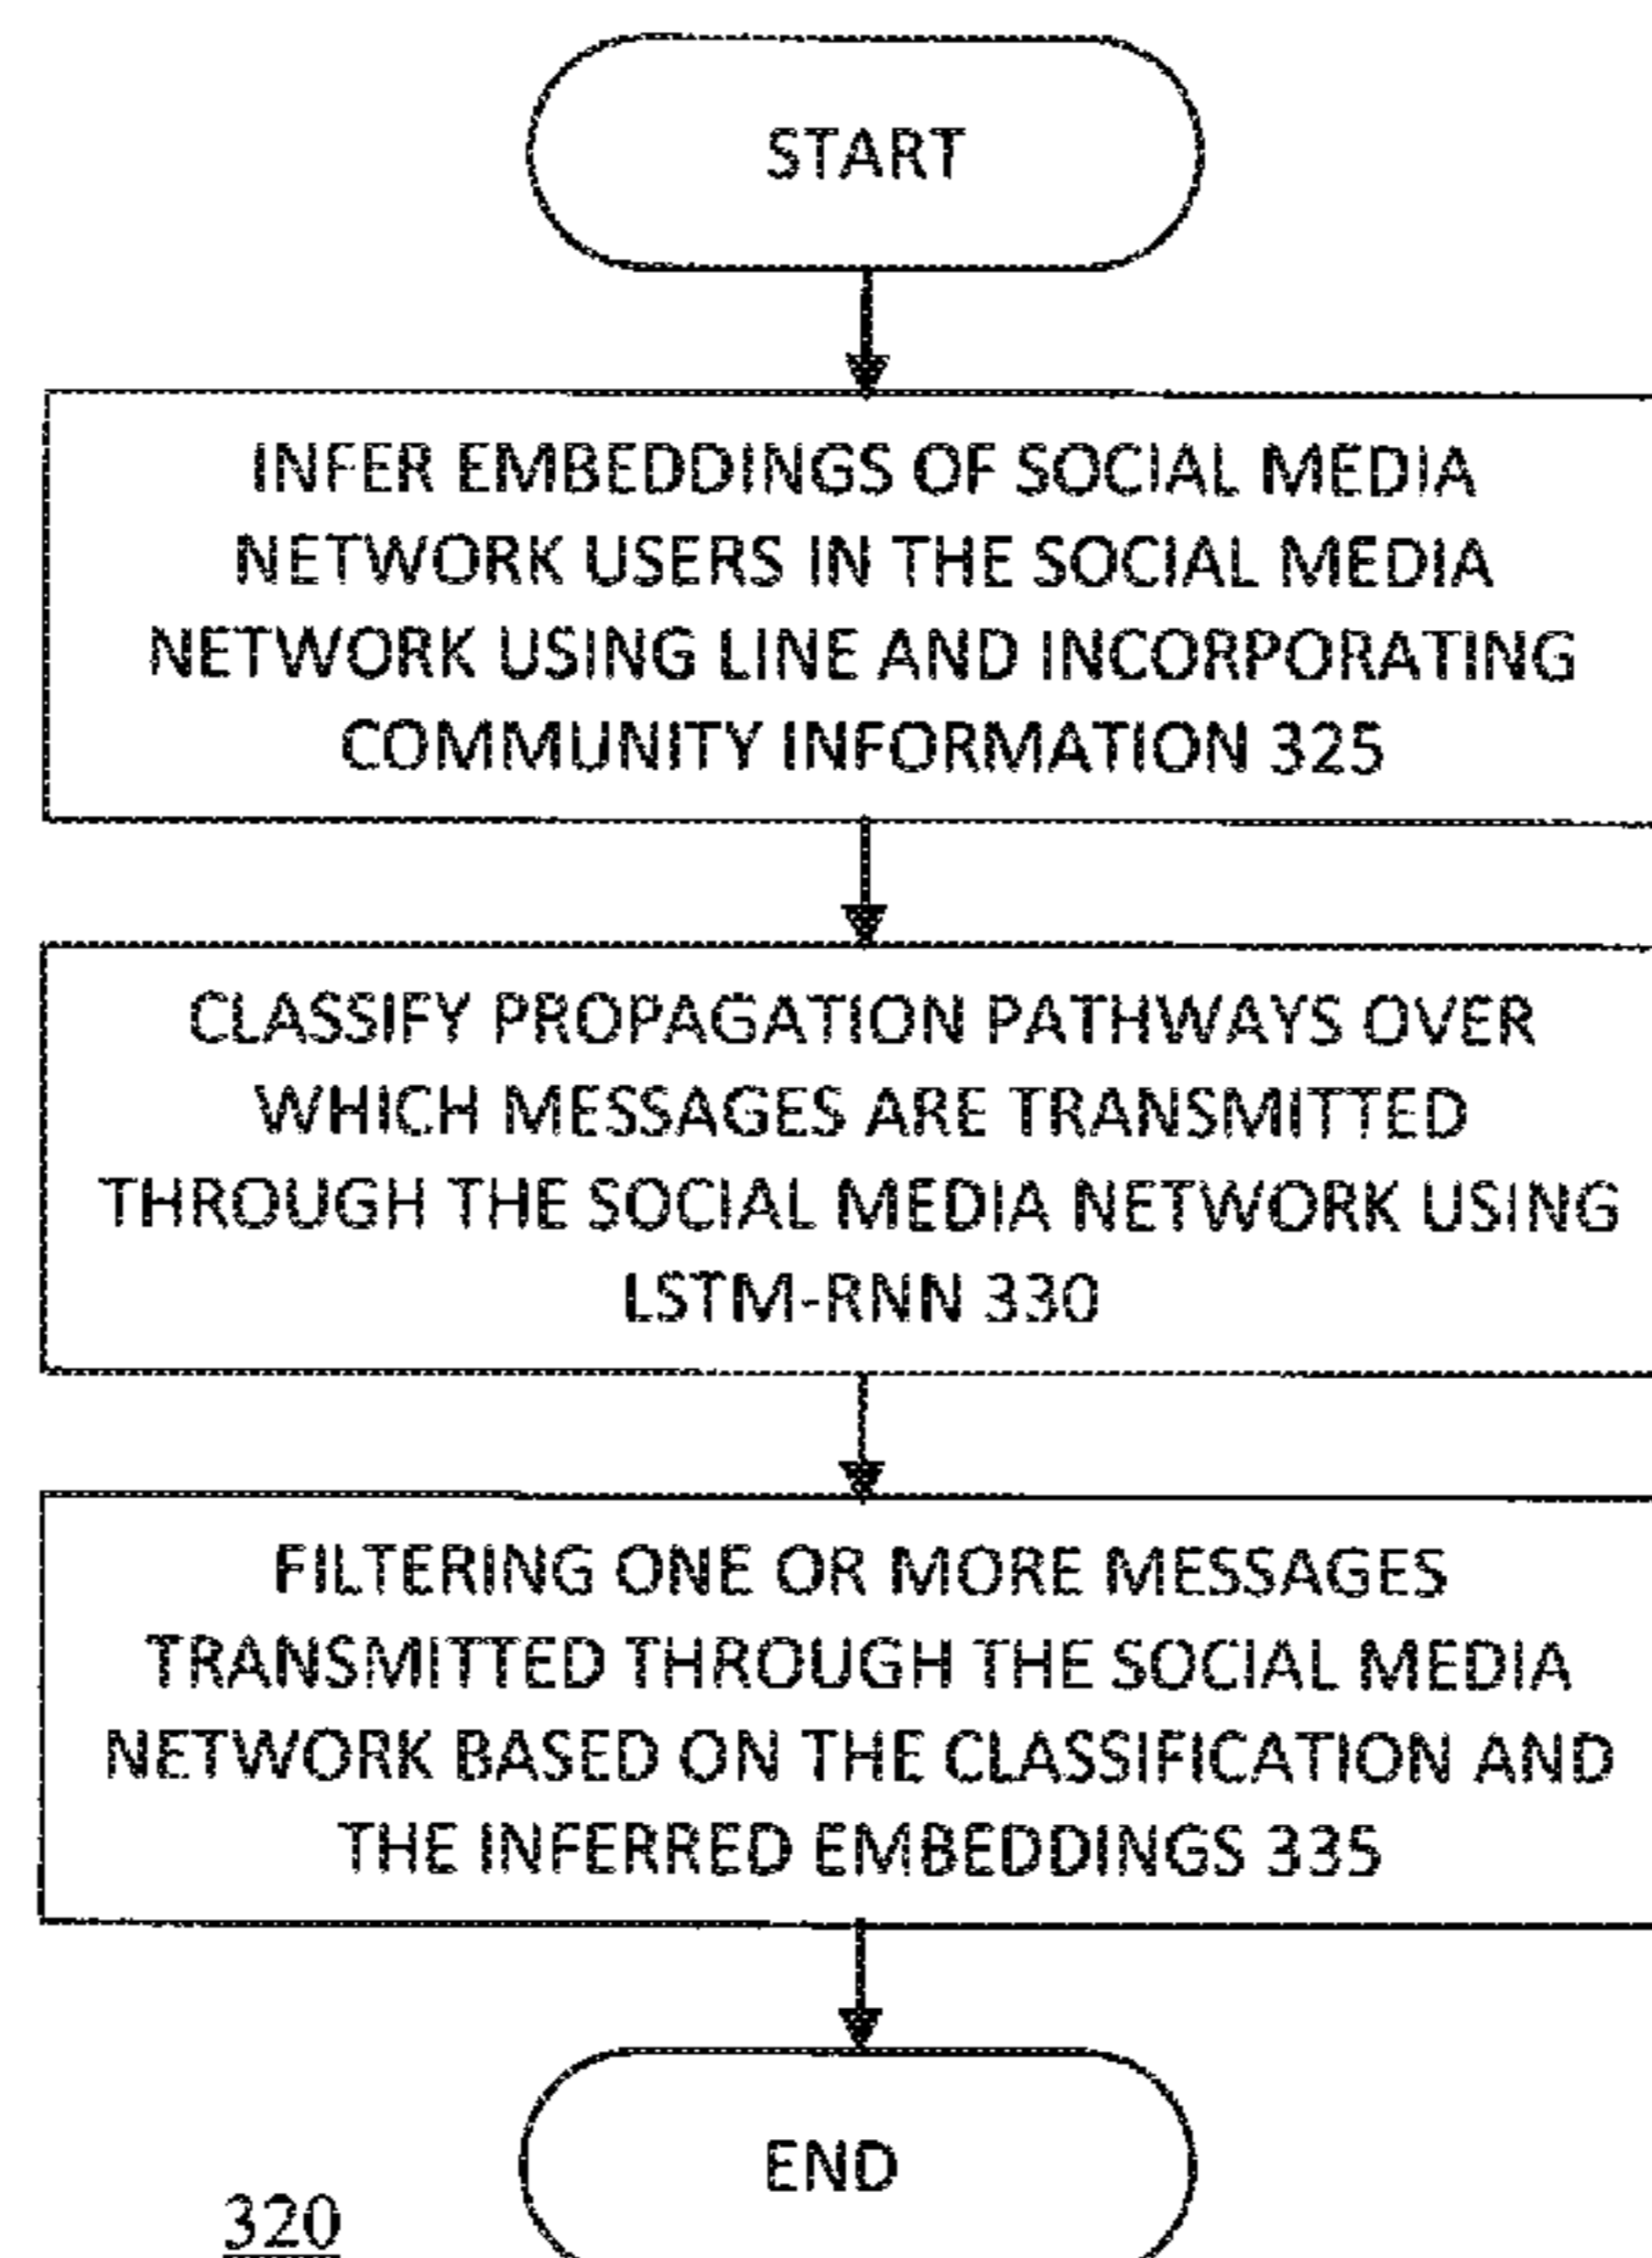 START
INFER EMBEDDINGS OF SOCIAL MEDIA
NETWORK USERS IN THE SOCIAL MEDIA
NETWORK USING LINE AND INCORPORATING
COMMUNITY INFORMATION 325
CLASSIFY PROPAGATION PATHWAYS OVER
WHICH MESSAGES ARE TRANSMITTED
THROUGH THE SOCIAL MEDIA NETWORK USING
LSTM-RNN 330
FILTERING ONE OR MORE MESSAGES
TRANSMITTED THROUGH THE SOCIAL MEDIA
NETWORK BASED ON THE CLASSIFICATION AND
THE INFERRED EMBEDDINGS 335
END
320